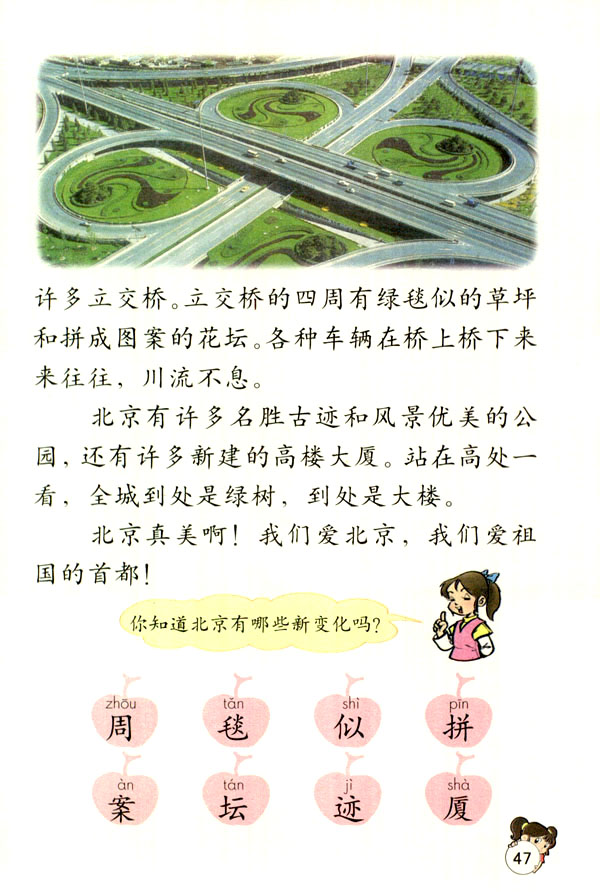 许多立交桥。立交桥的四周有绿毯似的草坪
和拼成图案的花坛。各种车辆在桥上桥下来
来往往，川流不息。
北京有许多名胜古迹和风景优美的公
园，还有许多新建的高楼大厦。站在高处一
看，全城到处是绿树，到处是大楼。
北京真美啊！我们爱北京，我们爱祖
国的首都！
你知道北京有哪些新变化吗？
zhōu tǎn shì pīn
周 毯 似 拼
àn tán jì shà
案 坛 迹 厦
47